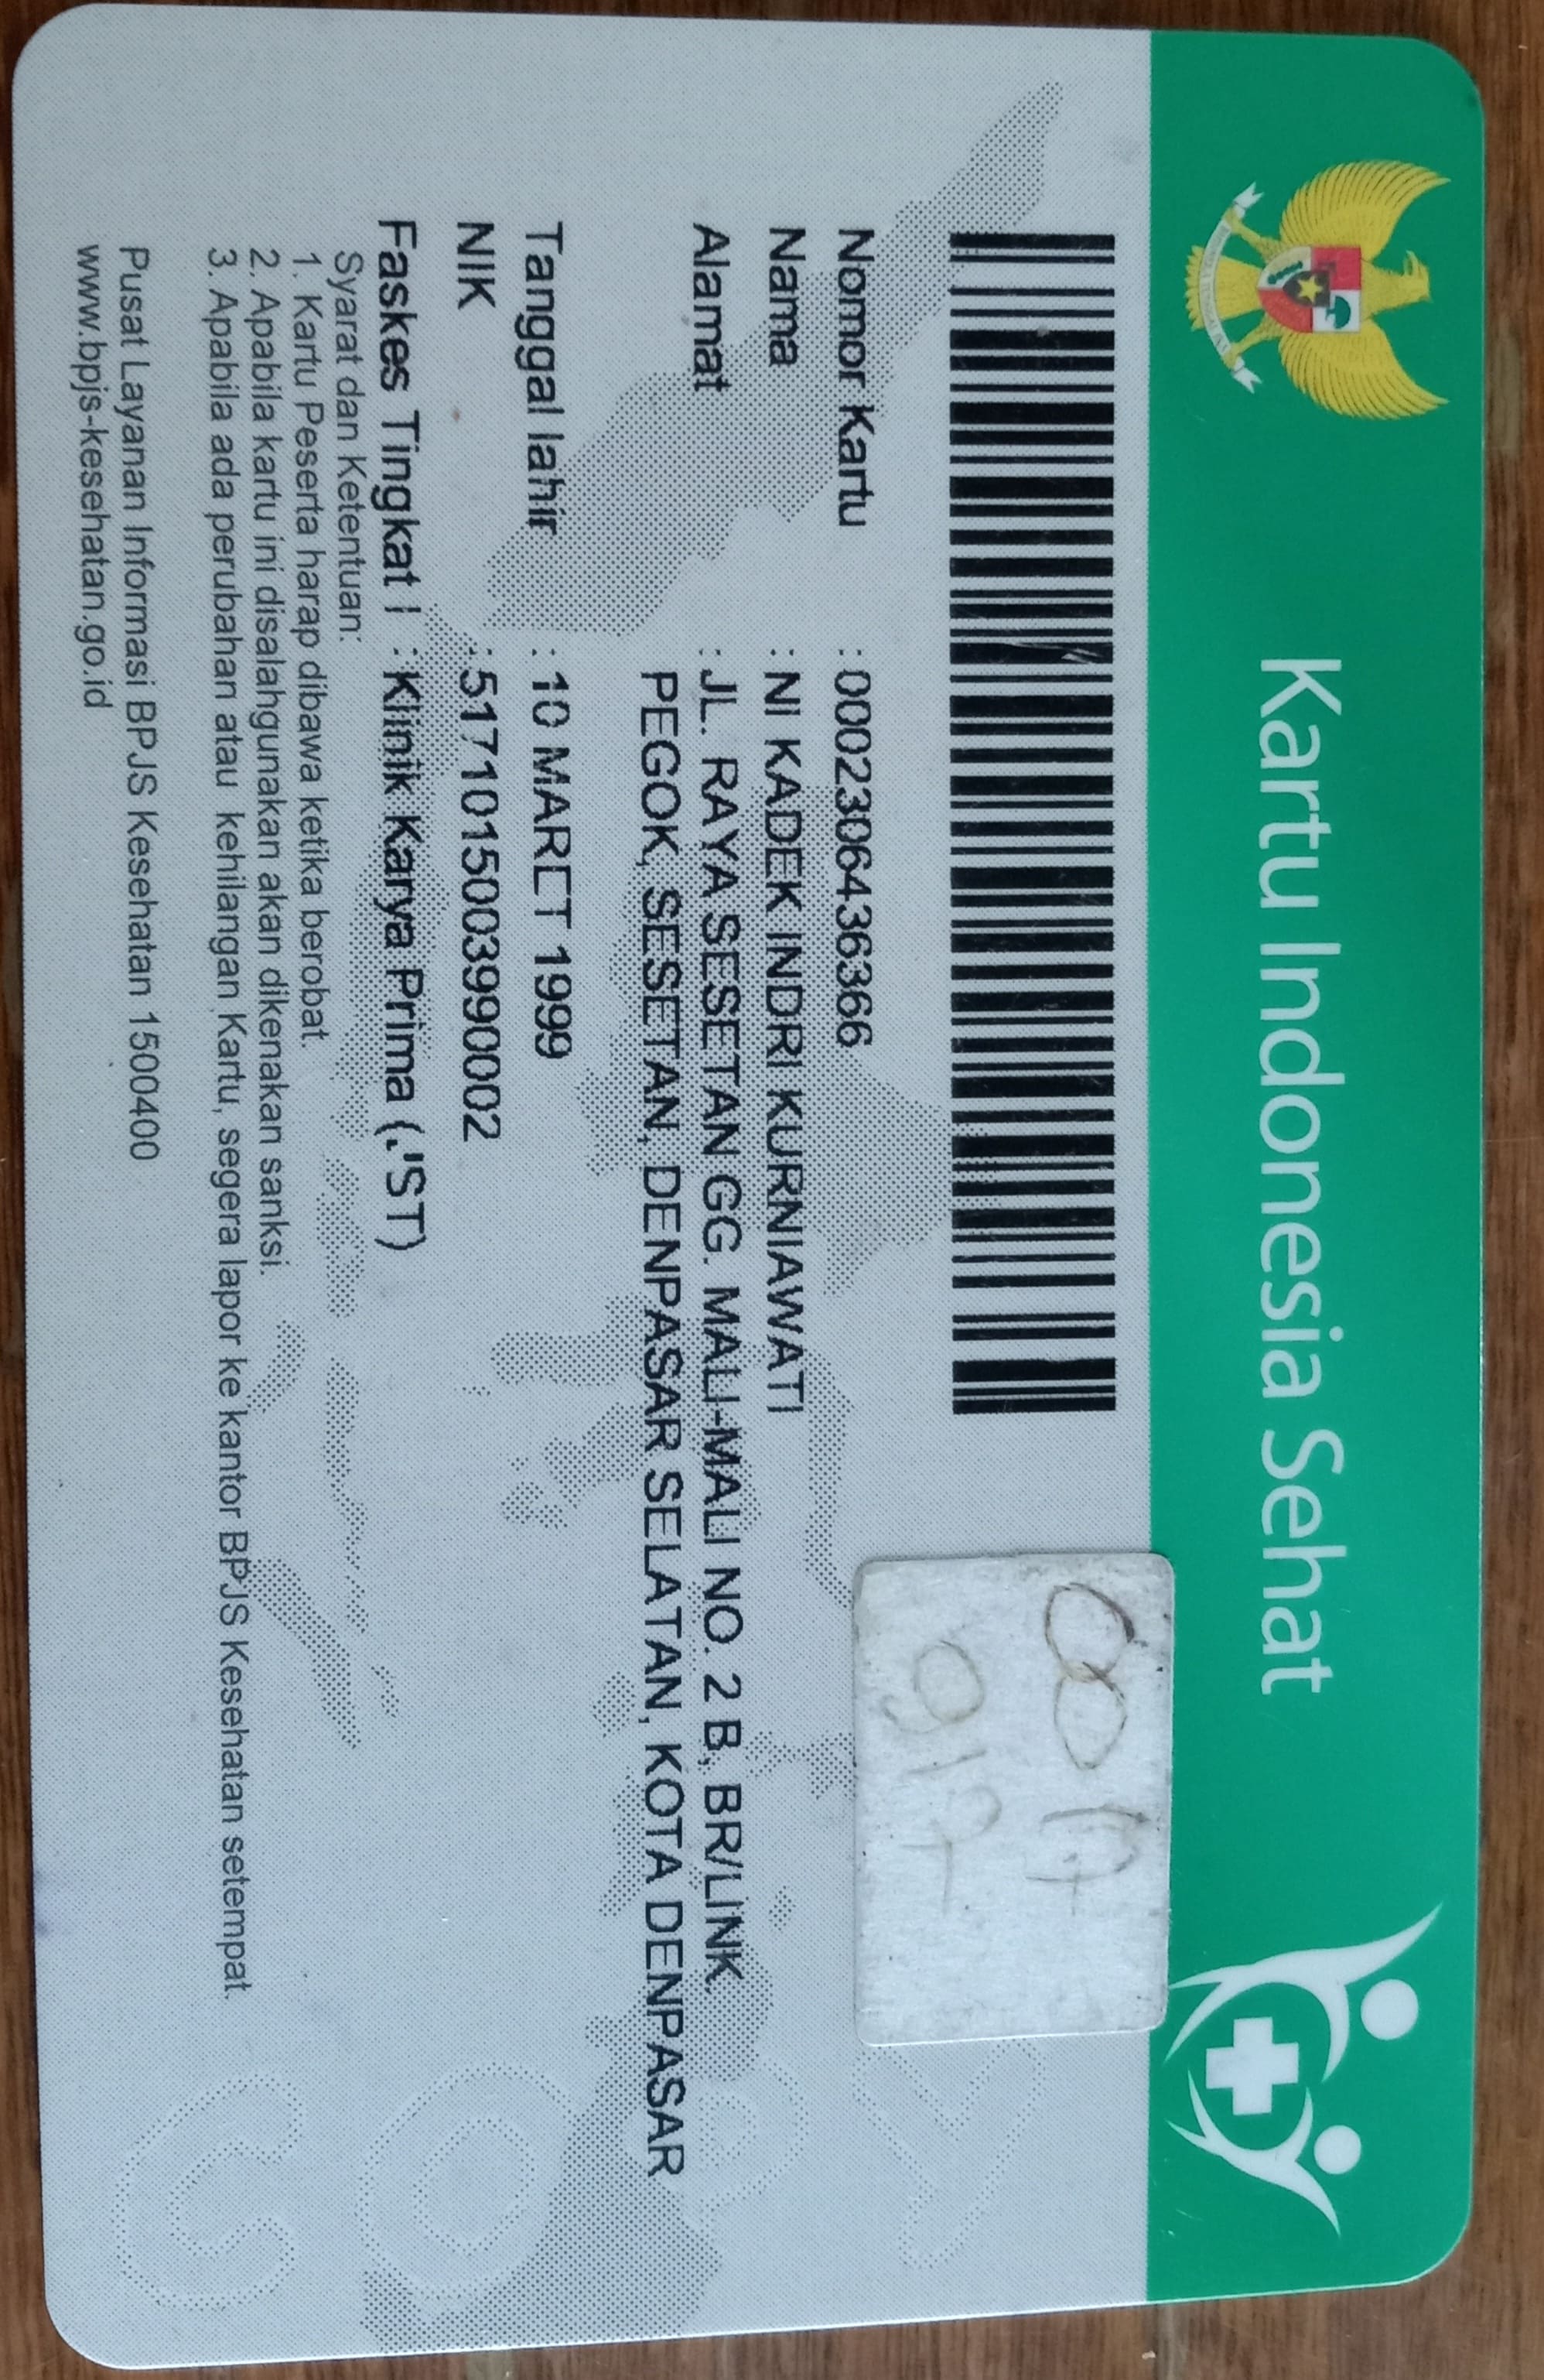 Kartu Indonesia Sehat
Nomor Kartu : 0002306436366
Nama : NI KADEK INDRI KURNIAWATI
Alamat : JL. RAYA SESETAN GG. MALI-MALI NO. 2 B, BR/LINK.
PEGOK, SESETAN, DENPASAR SELATAN, KOTA DENPASAR
Tanggal lahir : 10 MARET 1999
NIK : 5171015003990002
Faskes Tingkat I : Klinik Karya Prima (JST)
Syarat dan Ketentuan:
1. Kartu Peserta harap dibawa ketika berobat.
2. Apabila kartu ini disalahgunakan akan dikenakan sanksi.
3. Apabila ada perubahan atau kehilangan Kartu, segera lapor ke kantor BPJS Kesehatan setempat.
Pusat Layanan Informasi BPJS Kesehatan 1500400
www.bpjs-kesehatan.go.id